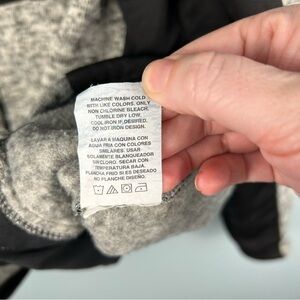 MACHINE WASH COLD
WITH LIKE COLORS. ONLY
NON CHLORINE BLEACH.
TUMBLE DRY LOW
COOL IRON IF DESIRED.
DO NOT IRON DESIGN.
LAVAR A MAQUINA CON
AGUA FRIA CON COLORES
SIMILARES. USAR
SOLAMENTE BLANQUEADOR
CLORO. SECAR CON
TEMPERATURA BAJA.
PLANCHA FRIO SI ES DESEADO
NO PLANCHE DISEÑO.